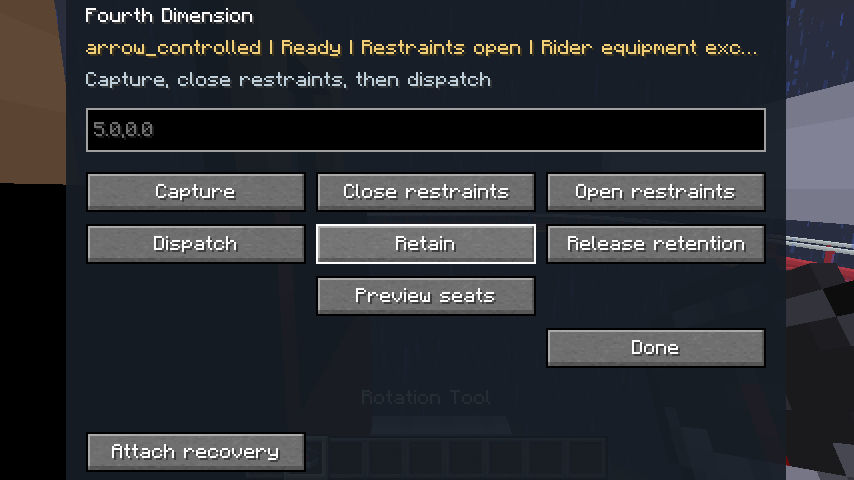 Fourth Dimension
arrow_controlled | Ready | Restraints open | Rider equipment exc...
Capture, close restraints, then dispatch
5.0,0.0
Capture
Close restraints
Open restraints
Dispatch
Retain
Release retention
Preview seats
Done
Rotation Tool
Attach recovery